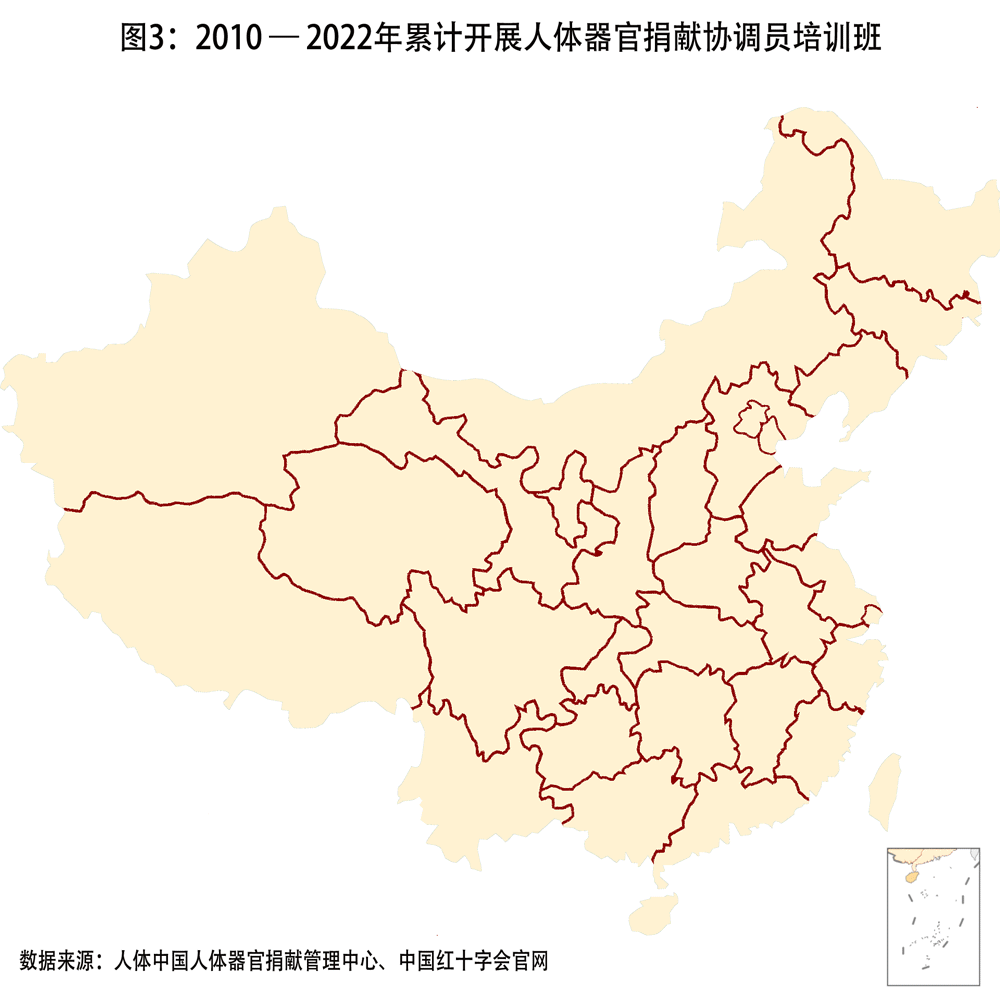 图3：2010 — 2022年累计开展人体器官捐献协调员培训班
数据来源：人体中国人体器官捐献管理中心、中国红十字会官网